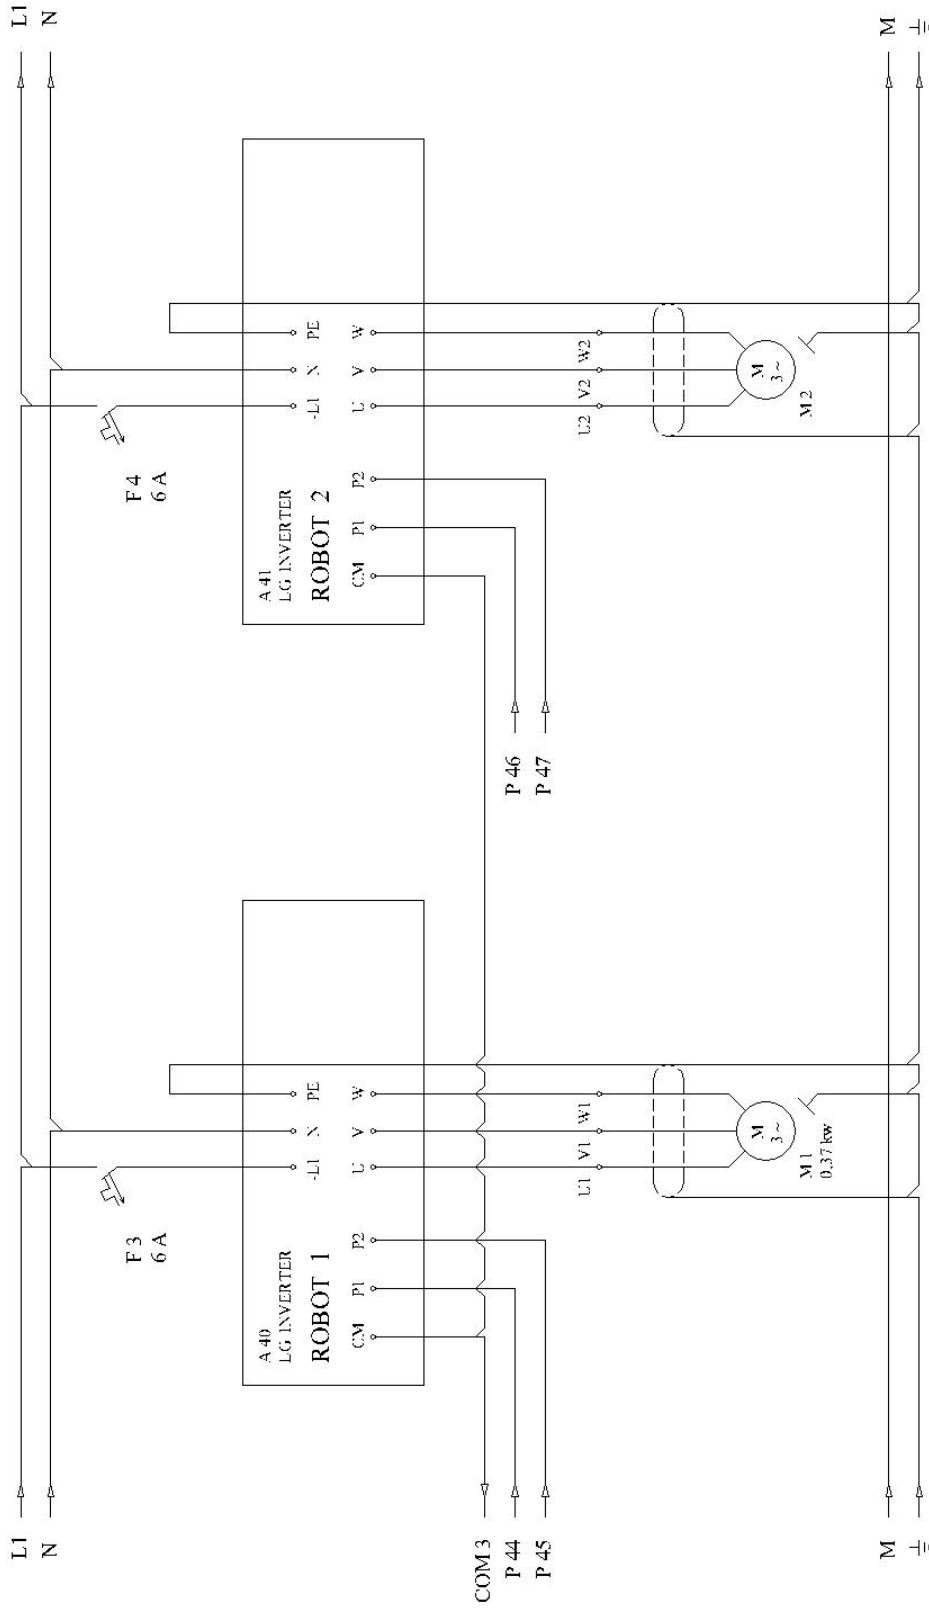 L1
L1
N
N
F 3
6 A
F 4
6 A
A 40
LG INVERTER
ROBOT 1
-L1 N PE
CM P1 P2 U V W
A 41
LG INVERTER
ROBOT 2
-L1 N PE
CM P1 P2 U V W
COM 3
P 44
P 45
P 46
P 47
U1 V1 W1
U2 V2 W2
M
3 ~
M 1
0,37 kw
M
3 ~
M 2
M
M